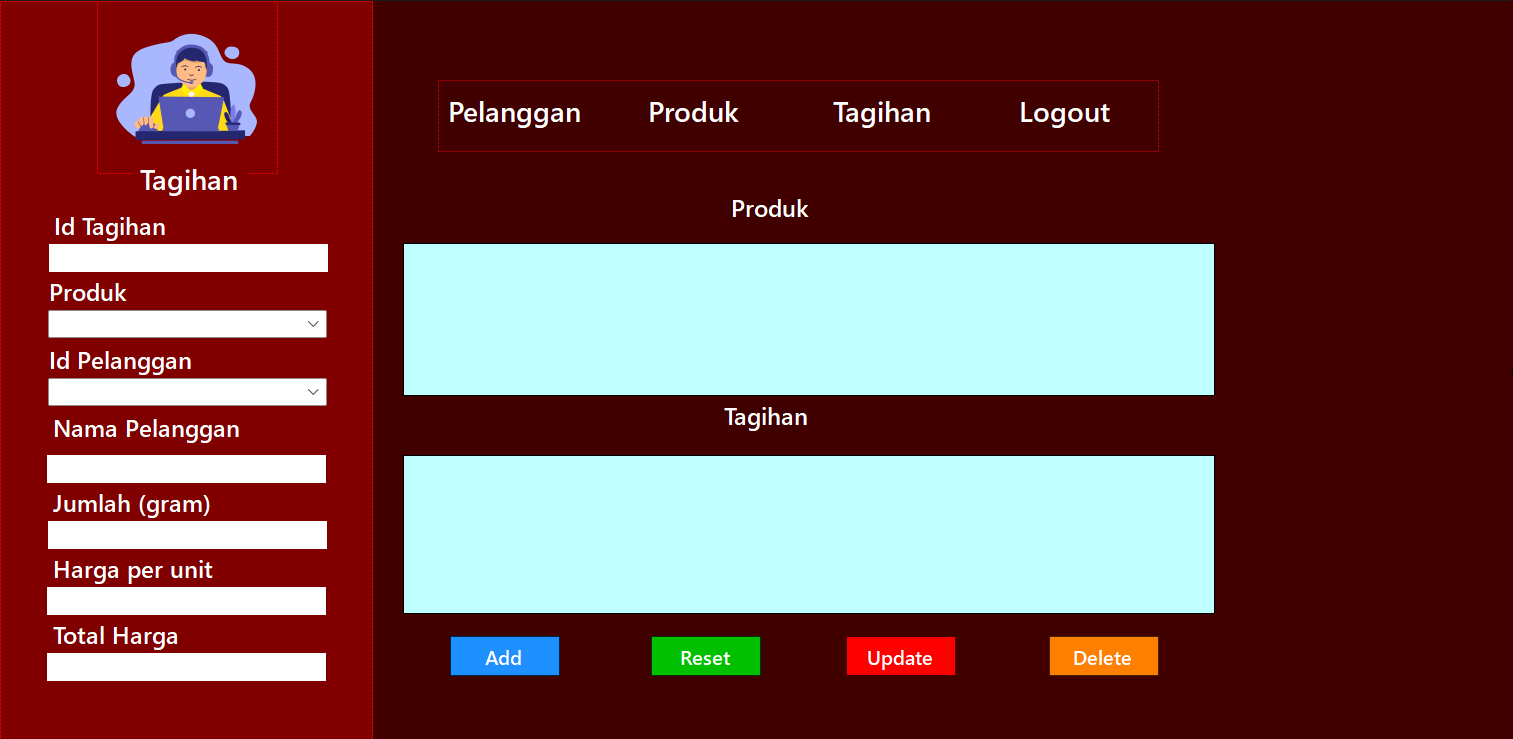 Tagihan
Id Tagihan
Produk
Id Pelanggan
Nama Pelanggan
Jumlah (gram)
Harga per unit
Total Harga
Pelanggan Produk Tagihan Logout
Produk
Tagihan
Add Reset Update Delete